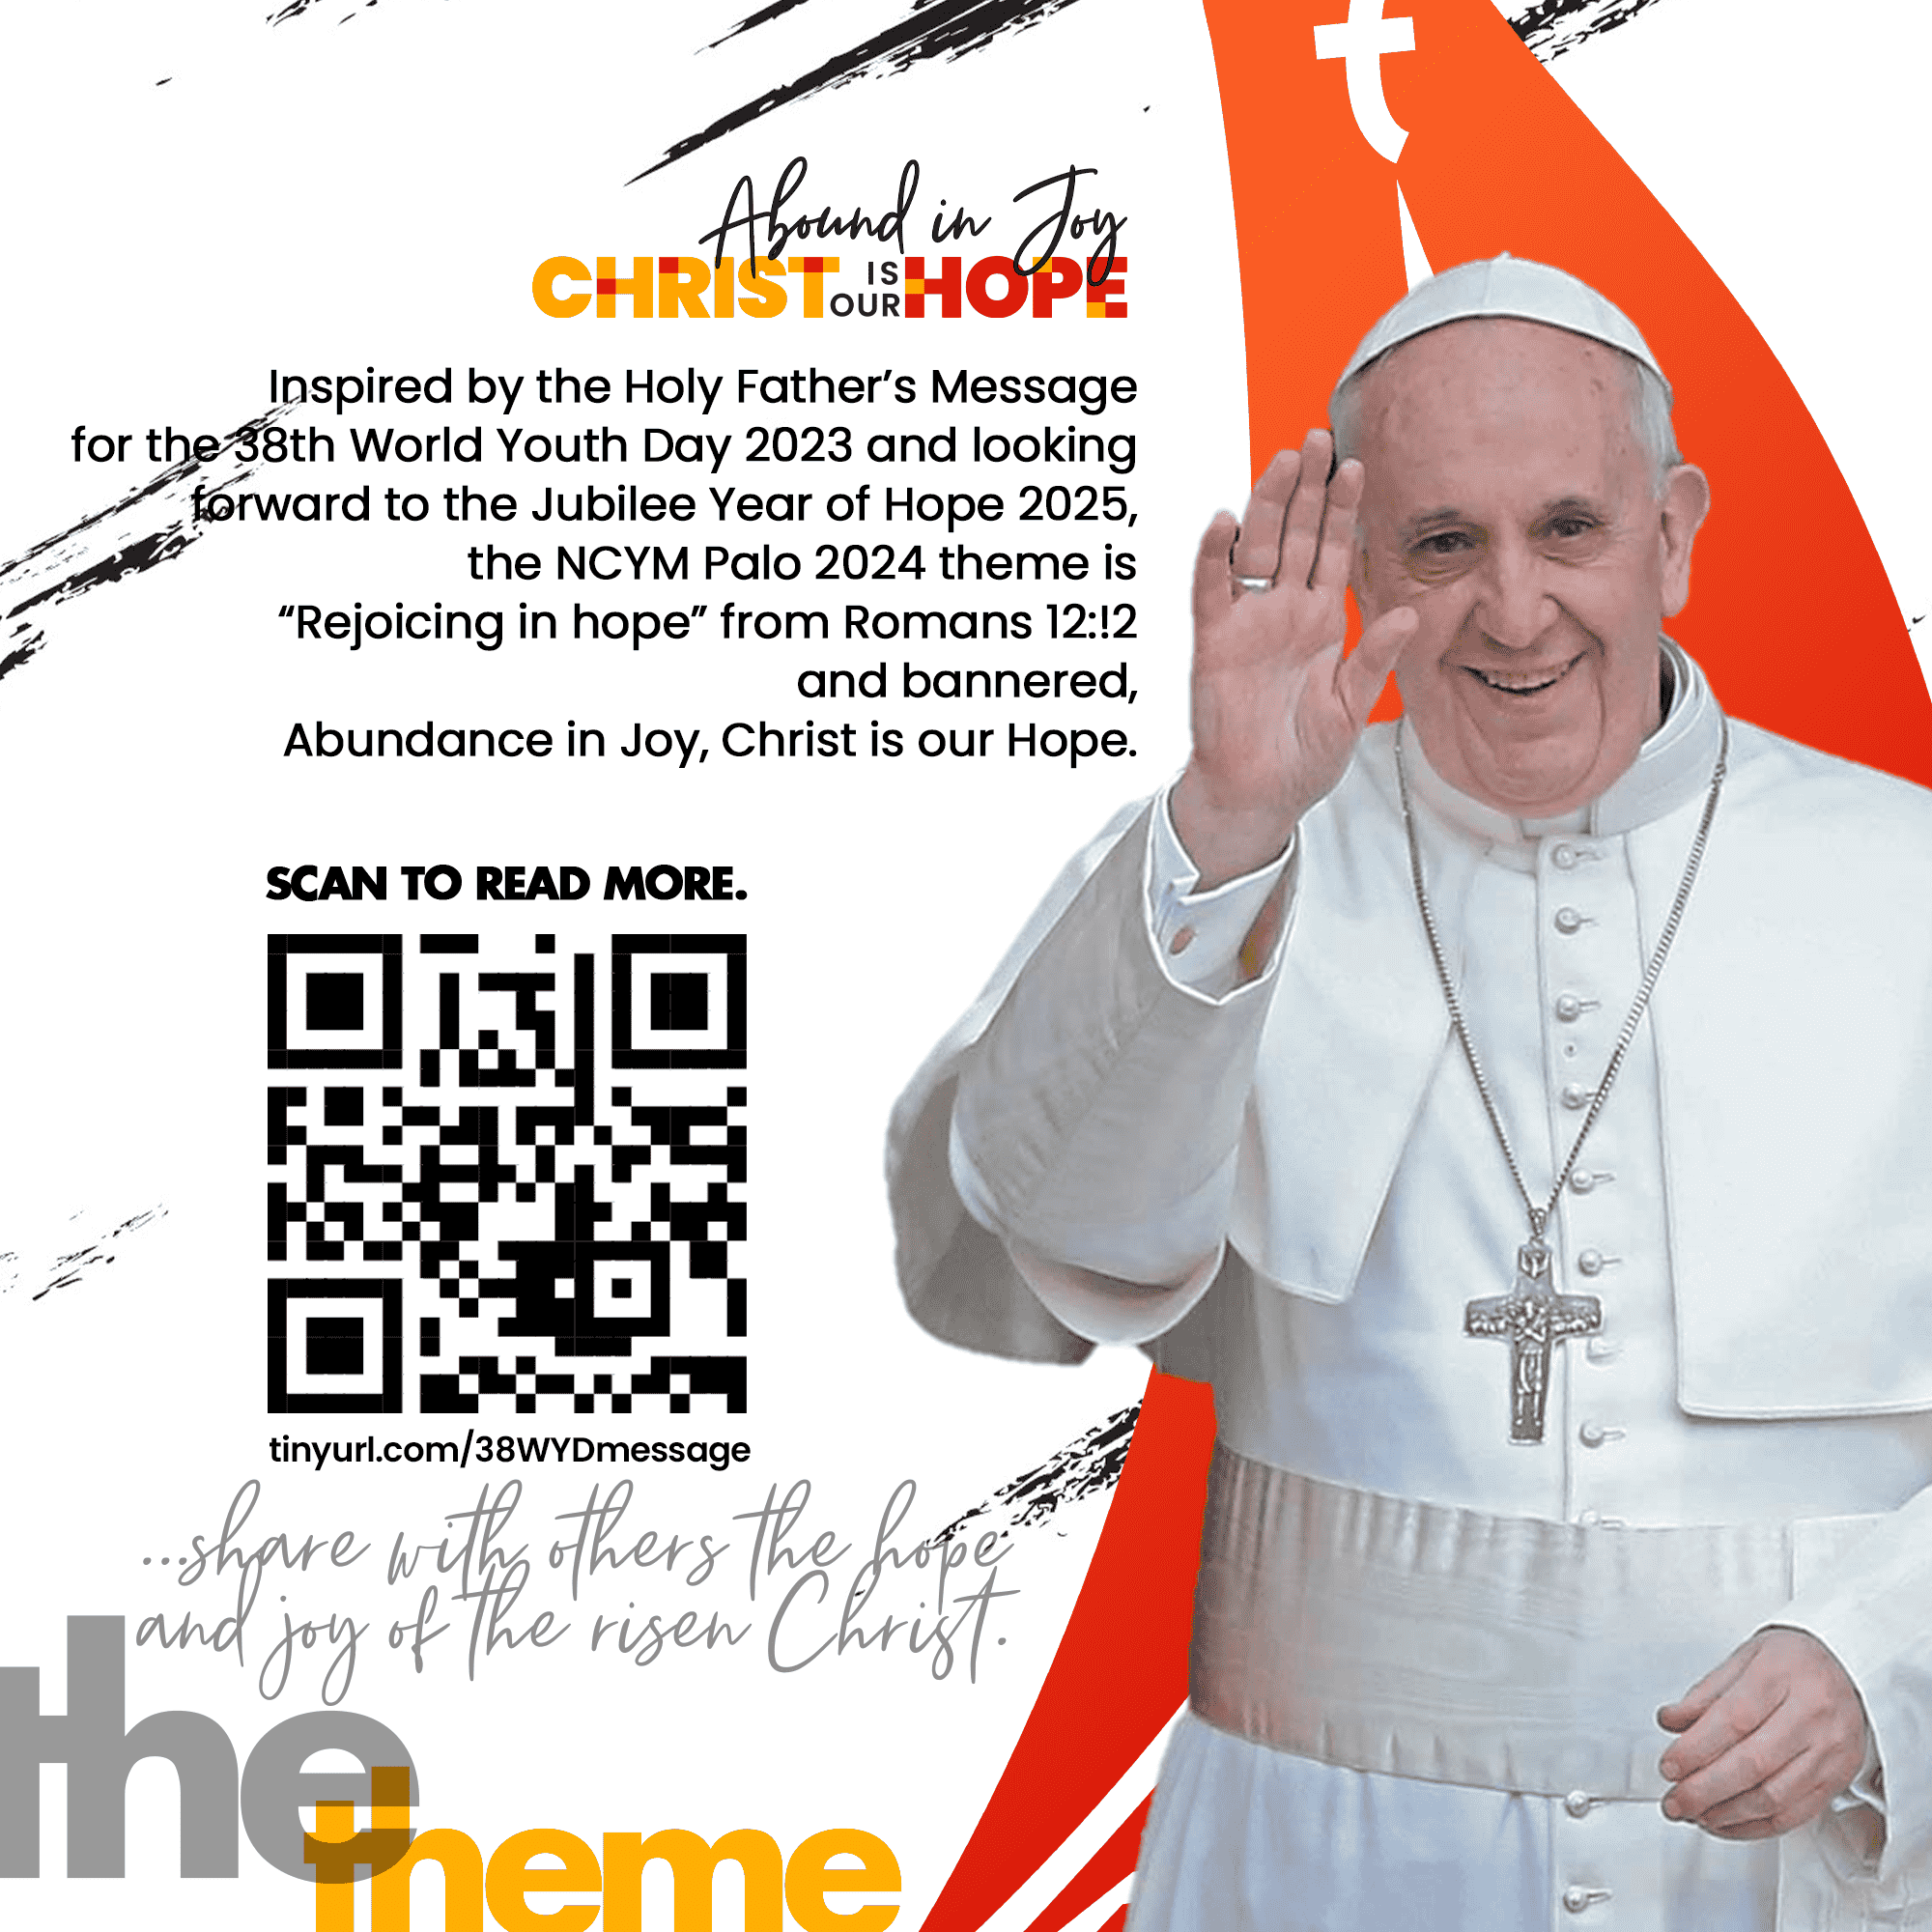 Abound in Joy
CHRIST IS OUR HOPE
Inspired by the Holy Father’s Message
for the 38th World Youth Day 2023 and looking
forward to the Jubilee Year of Hope 2025,
the NCYM Palo 2024 theme is
“Rejoicing in hope” from Romans 12:!2
and bannered,
Abundance in Joy, Christ is our Hope.
SCAN TO READ MORE.
tinyurl.com/38WYDmessage
...share with others the hope
and joy of the risen Christ.
the
theme